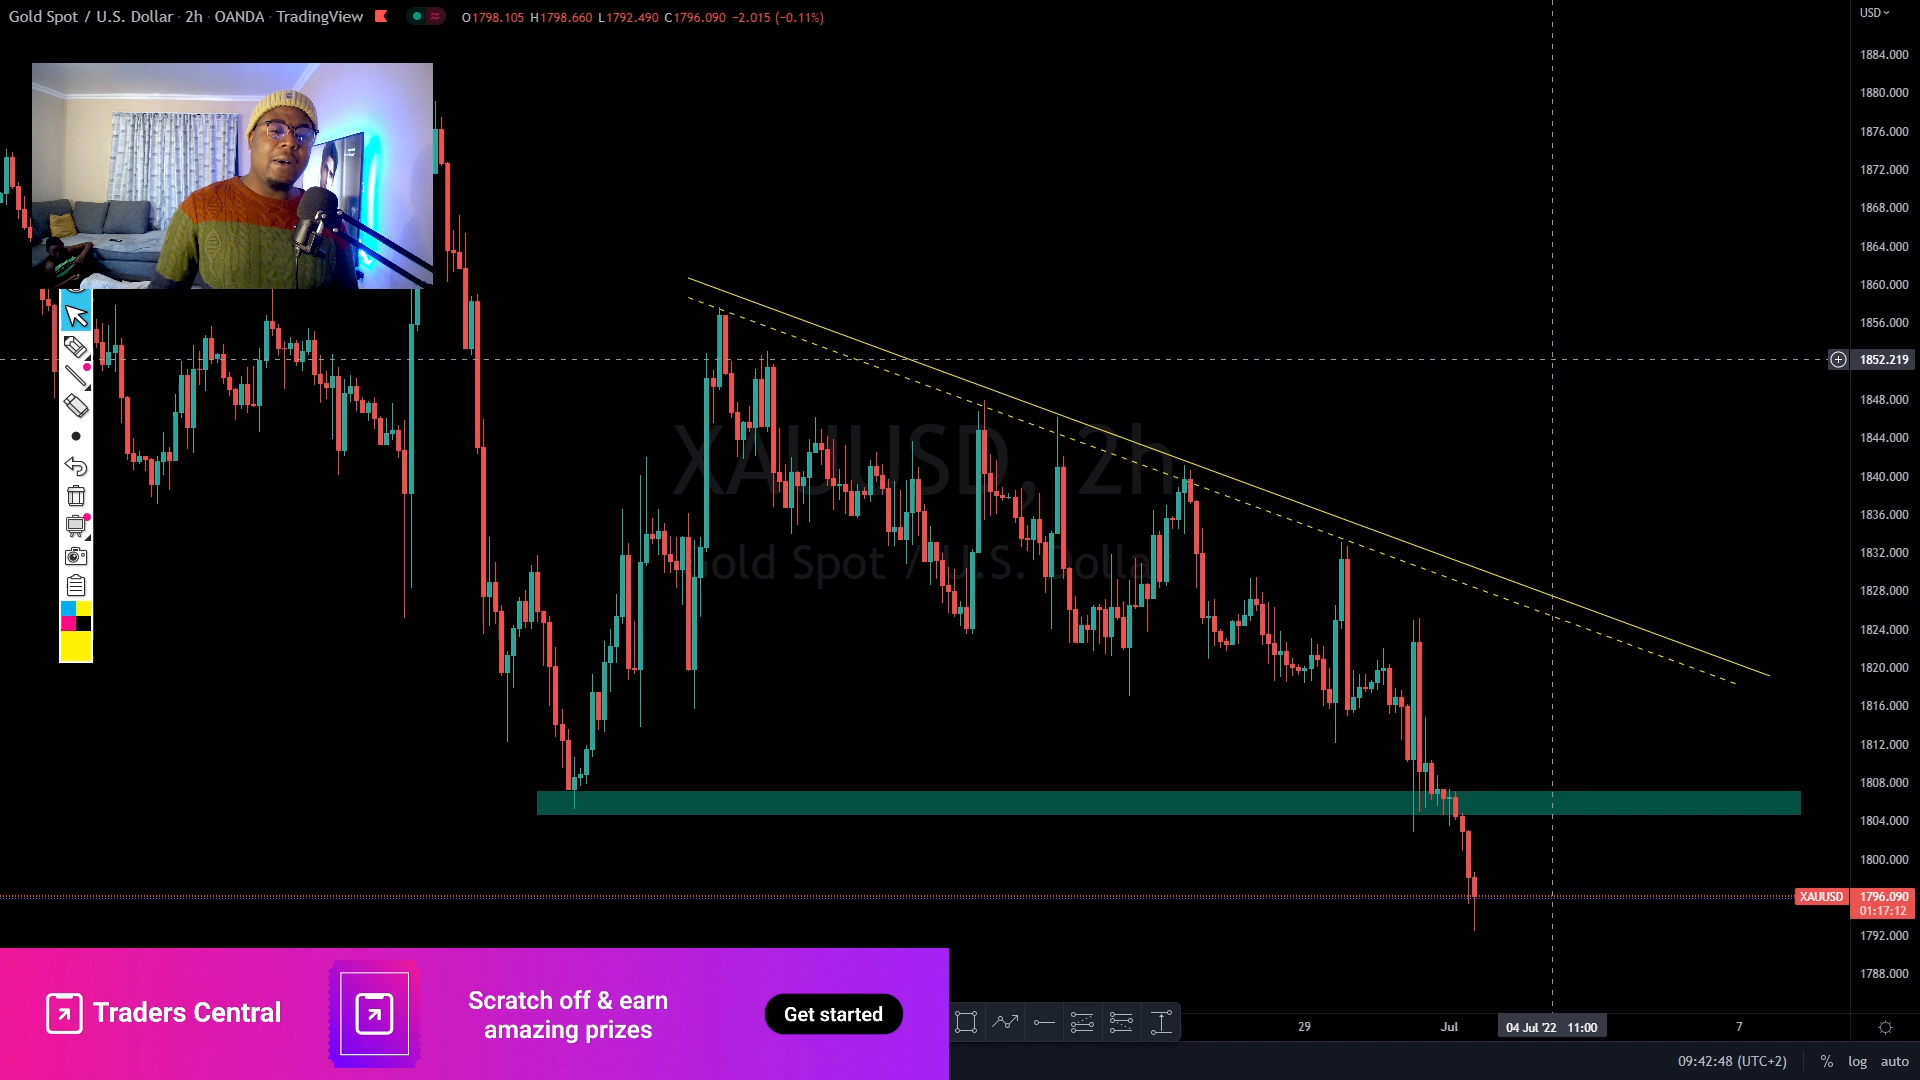 Gold Spot / U.S. Dollar · 2h · OANDA · TradingView
O1798.105 H1798.660 L1792.490 C1796.090 −2.015 (−0.11%)
USD
1884.000
1880.000
1876.000
1872.000
1868.000
1864.000
1860.000
1856.000
1852.219
1848.000
1844.000
1840.000
1836.000
1832.000
1828.000
1824.000
1820.000
1816.000
1812.000
1808.000
1804.000
1800.000
XAUUSD 1796.090
01:17:12
1792.000
1788.000
XAUUSD, 2h
Gold Spot / U.S. Dollar
Traders Central
Scratch off & earn
amazing prizes
Get started
29
Jul
04 Jul '22 11:00
7
09:42:48 (UTC+2)
%
log
auto